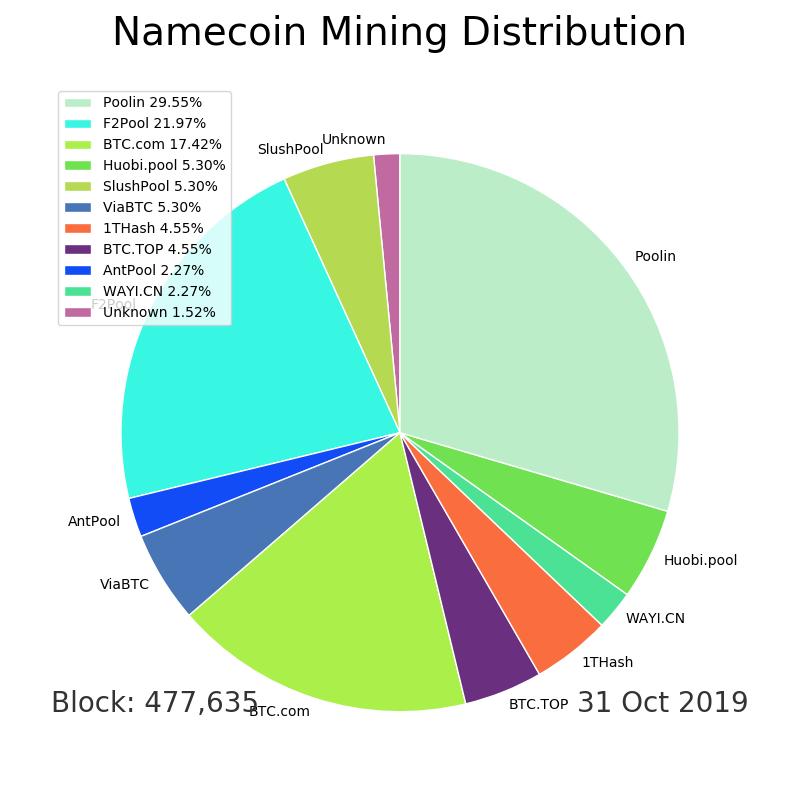 Namecoin Mining Distribution
Poolin 29.55%
F2Pool 21.97%
BTC.com 17.42%
Huobi.pool 5.30%
SlushPool 5.30%
ViaBTC 5.30%
1THash 4.55%
BTC.TOP 4.55%
AntPool 2.27%
WAYI.CN 2.27%
Unknown 1.52%
Unknown
SlushPool
Poolin
F2Pool
AntPool
Huobi.pool
ViaBTC
WAYI.CN
1THash
BTC.TOP
BTC.com
Block: 477,635
31 Oct 2019